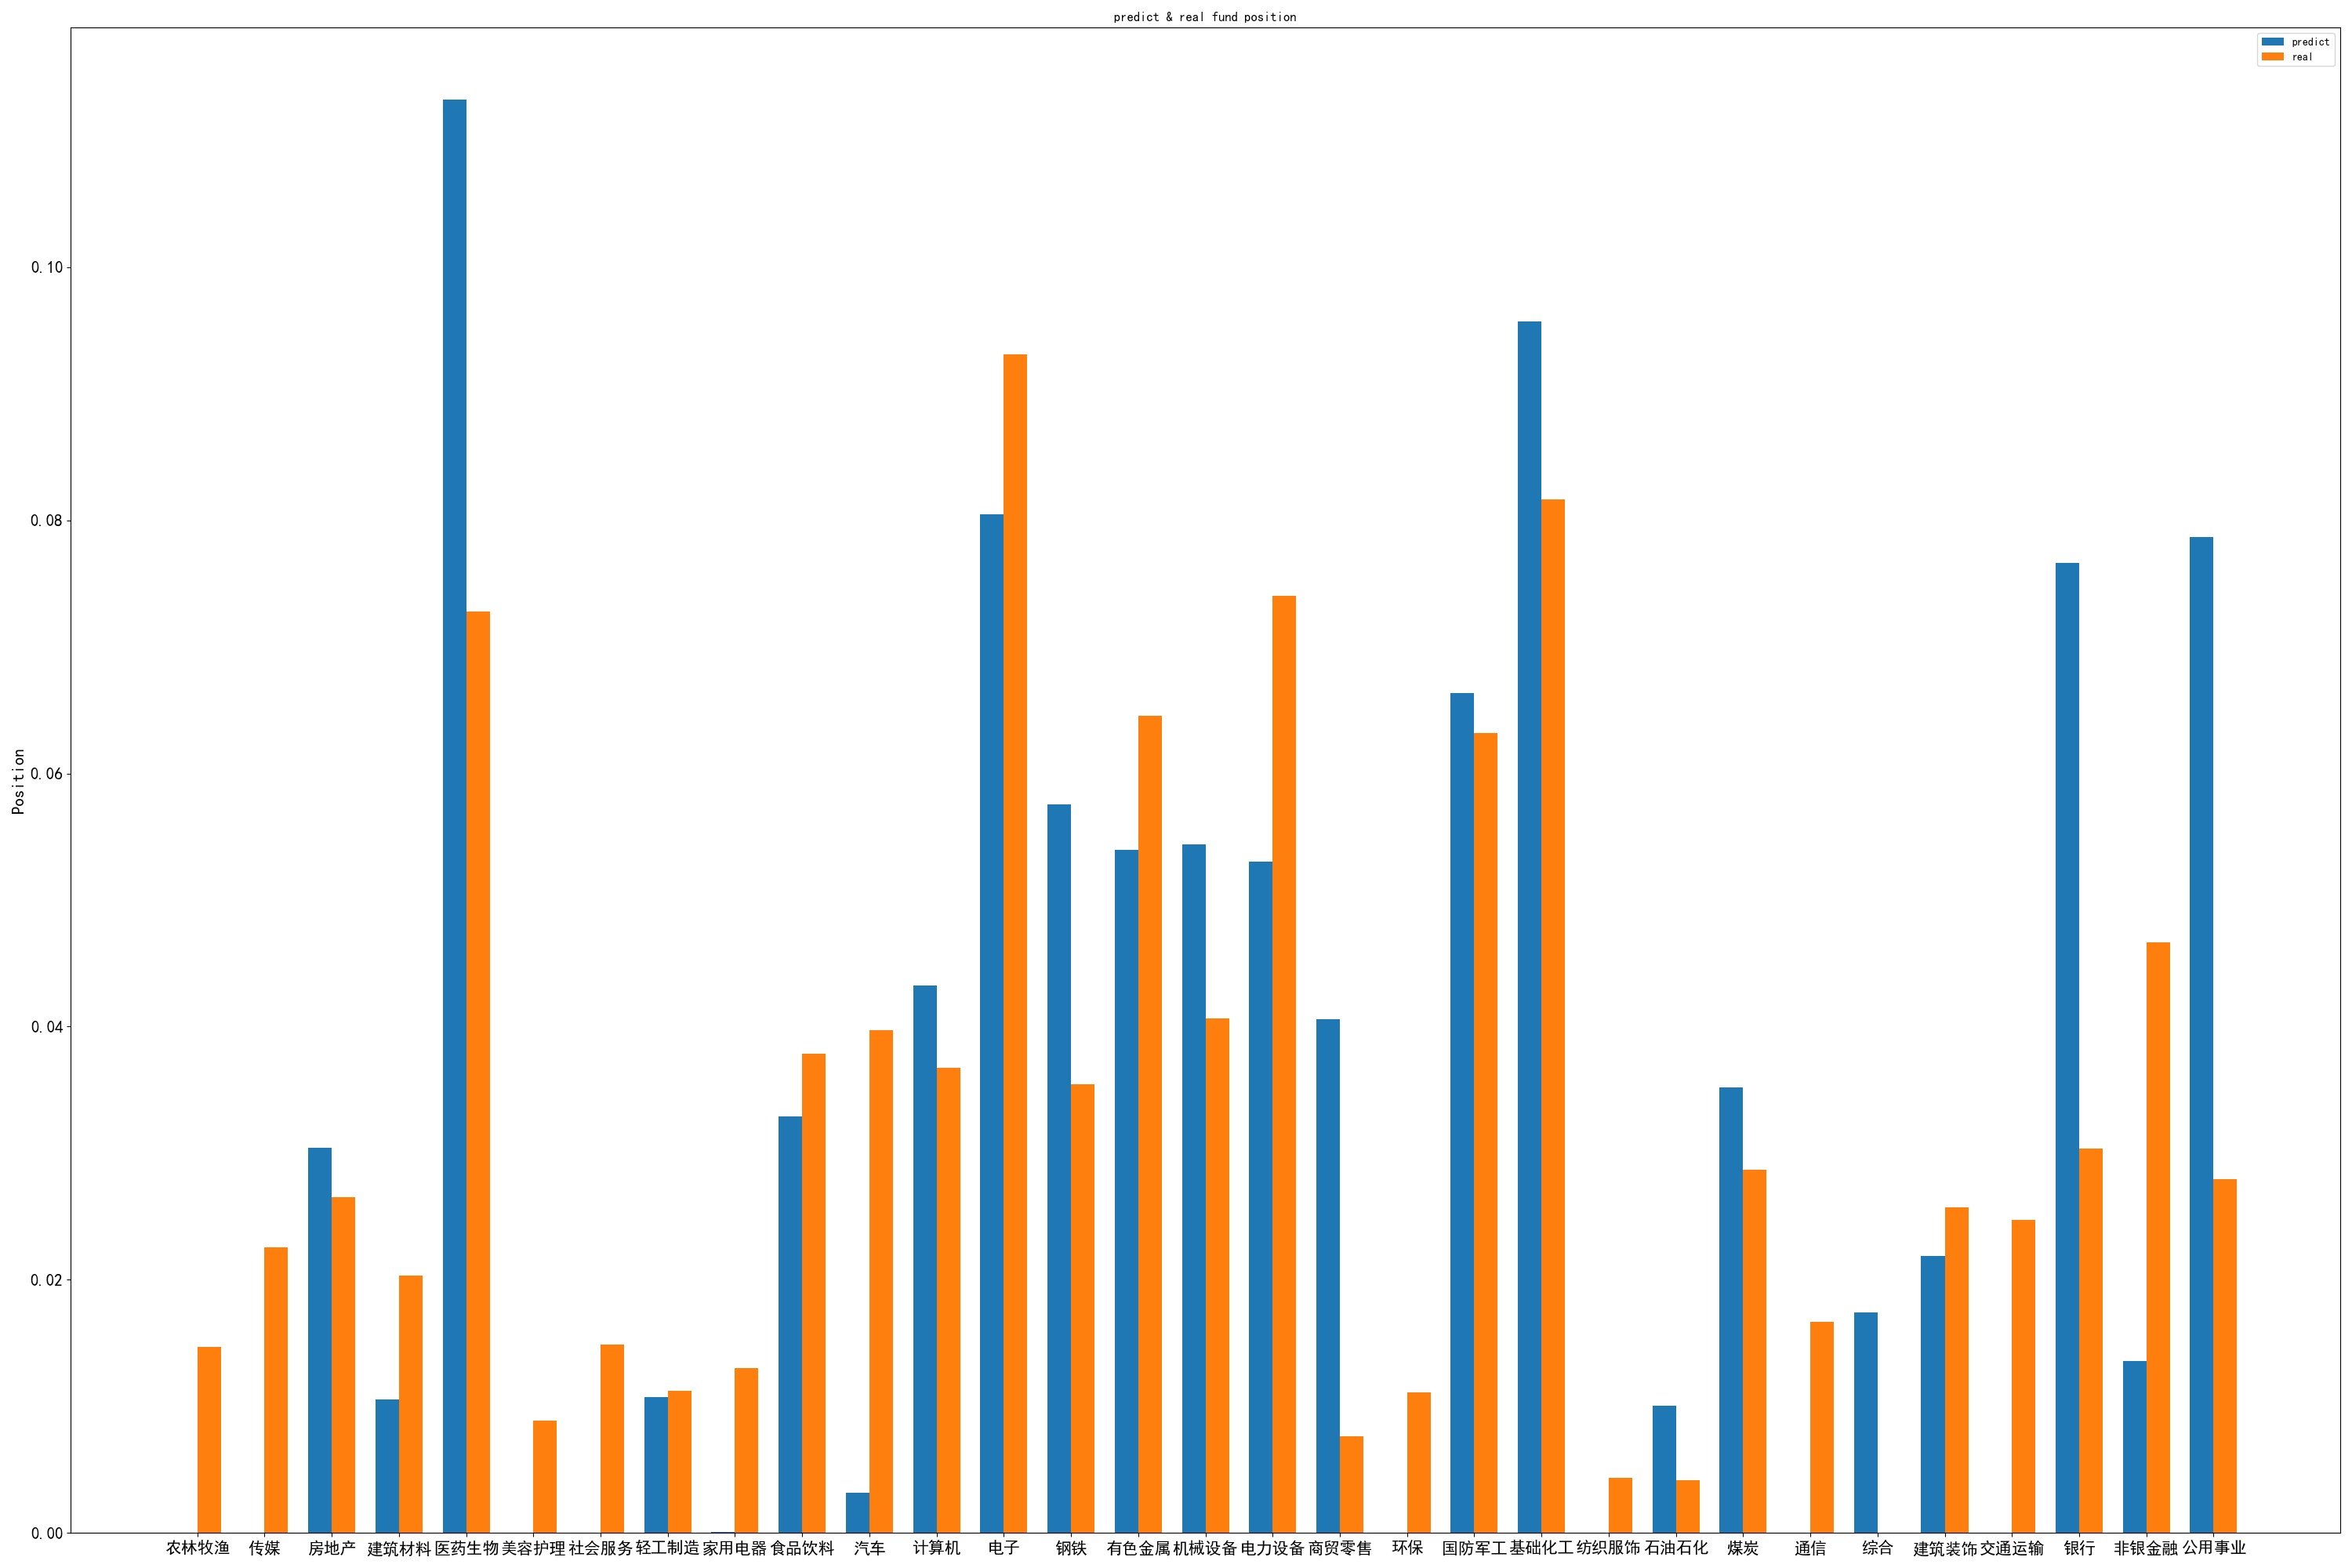 predict & real fund position
predict
real
0.10
0.08
0.06
0.04
0.02
0.00
Position
农林牧渔 传媒 房地产 建筑材料 医药生物 美容护理 社会服务 轻工制造 家用电器 食品饮料 汽车 计算机 电子 钢铁 有色金属 机械设备 电力设备 商贸零售 环保 国防军工 基础化工 纺织服饰 石油石化 煤炭 通信 综合 建筑装饰 交通运输 银行 非银金融 公用事业